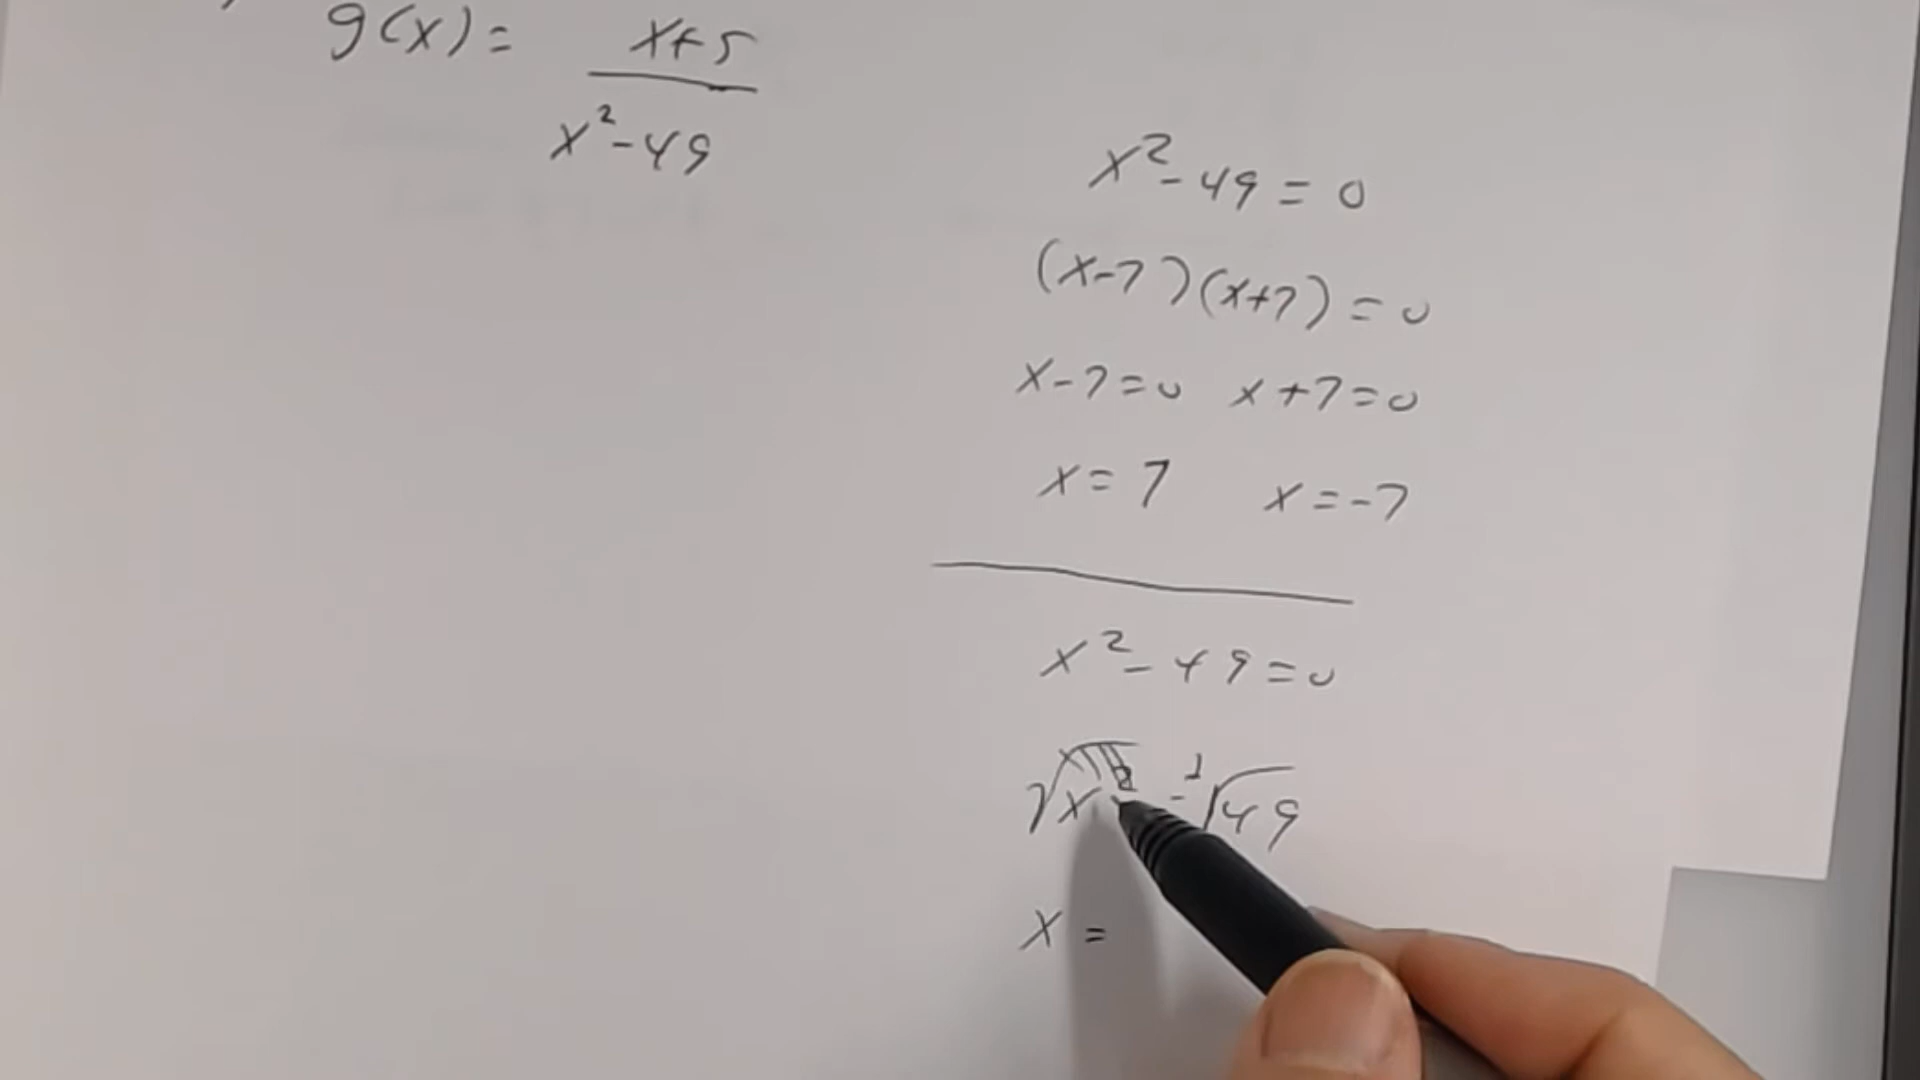 g(x) = x+5
x²-49
x²-49 = 0
(x-7)(x+7) = 0
x-7=0 x+7=0
x = 7 x = -7
x²-49=0
√x² = √49
x =